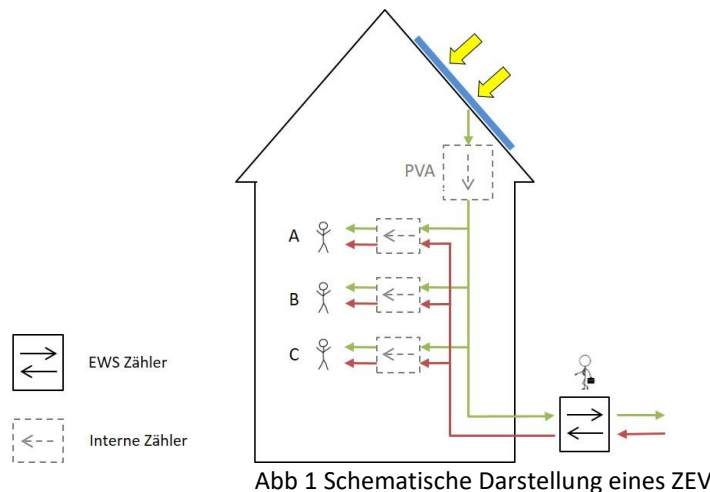 PVA
A
B
C
EWS Zähler
Interne Zähler
Abb 1 Schematische Darstellung eines ZEV